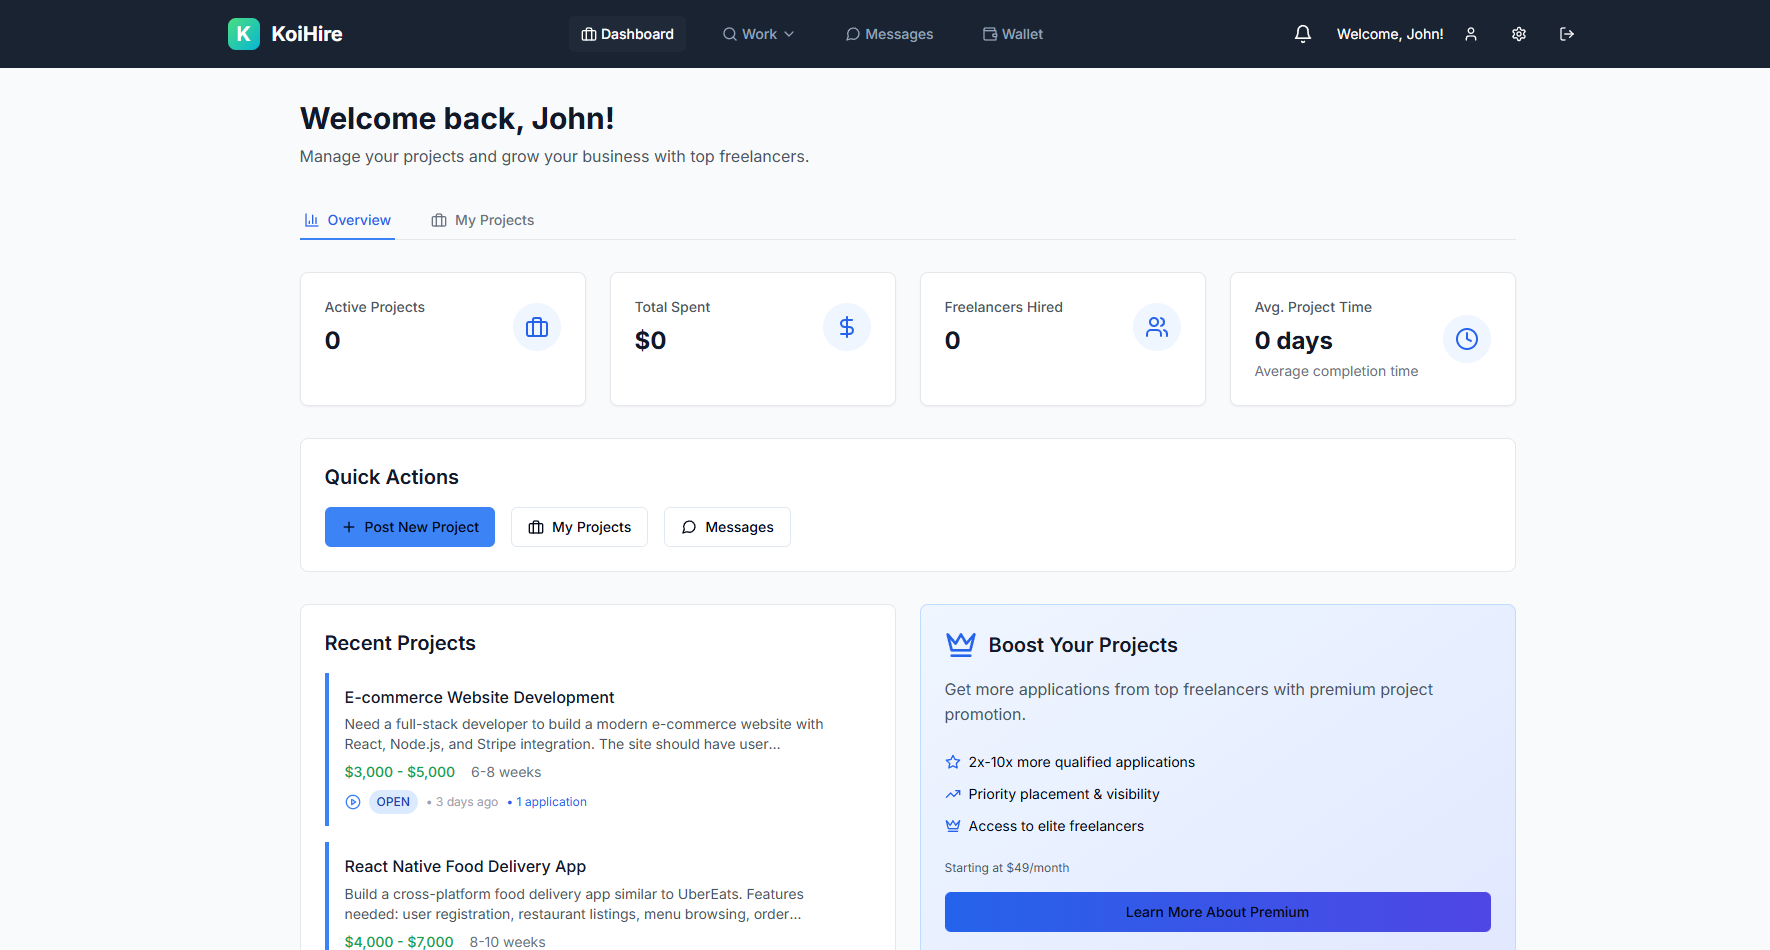 K KoiHire
Dashboard
Work
Messages
Wallet
Welcome, John!
Welcome back, John!
Manage your projects and grow your business with top freelancers.
Overview
My Projects
Active Projects
0
Total Spent
$0
Freelancers Hired
0
Avg. Project Time
0 days
Average completion time
Quick Actions
Post New Project
My Projects
Messages
Recent Projects
E-commerce Website Development
Need a full-stack developer to build a modern e-commerce website with
React, Node.js, and Stripe integration. The site should have user...
$3,000 - $5,000 6-8 weeks
OPEN • 3 days ago • 1 application
React Native Food Delivery App
Build a cross-platform food delivery app similar to UberEats. Features
needed: user registration, restaurant listings, menu browsing, order...
$4,000 - $7,000 8-10 weeks
Boost Your Projects
Get more applications from top freelancers with premium project
promotion.
2x-10x more qualified applications
Priority placement & visibility
Access to elite freelancers
Starting at $49/month
Learn More About Premium